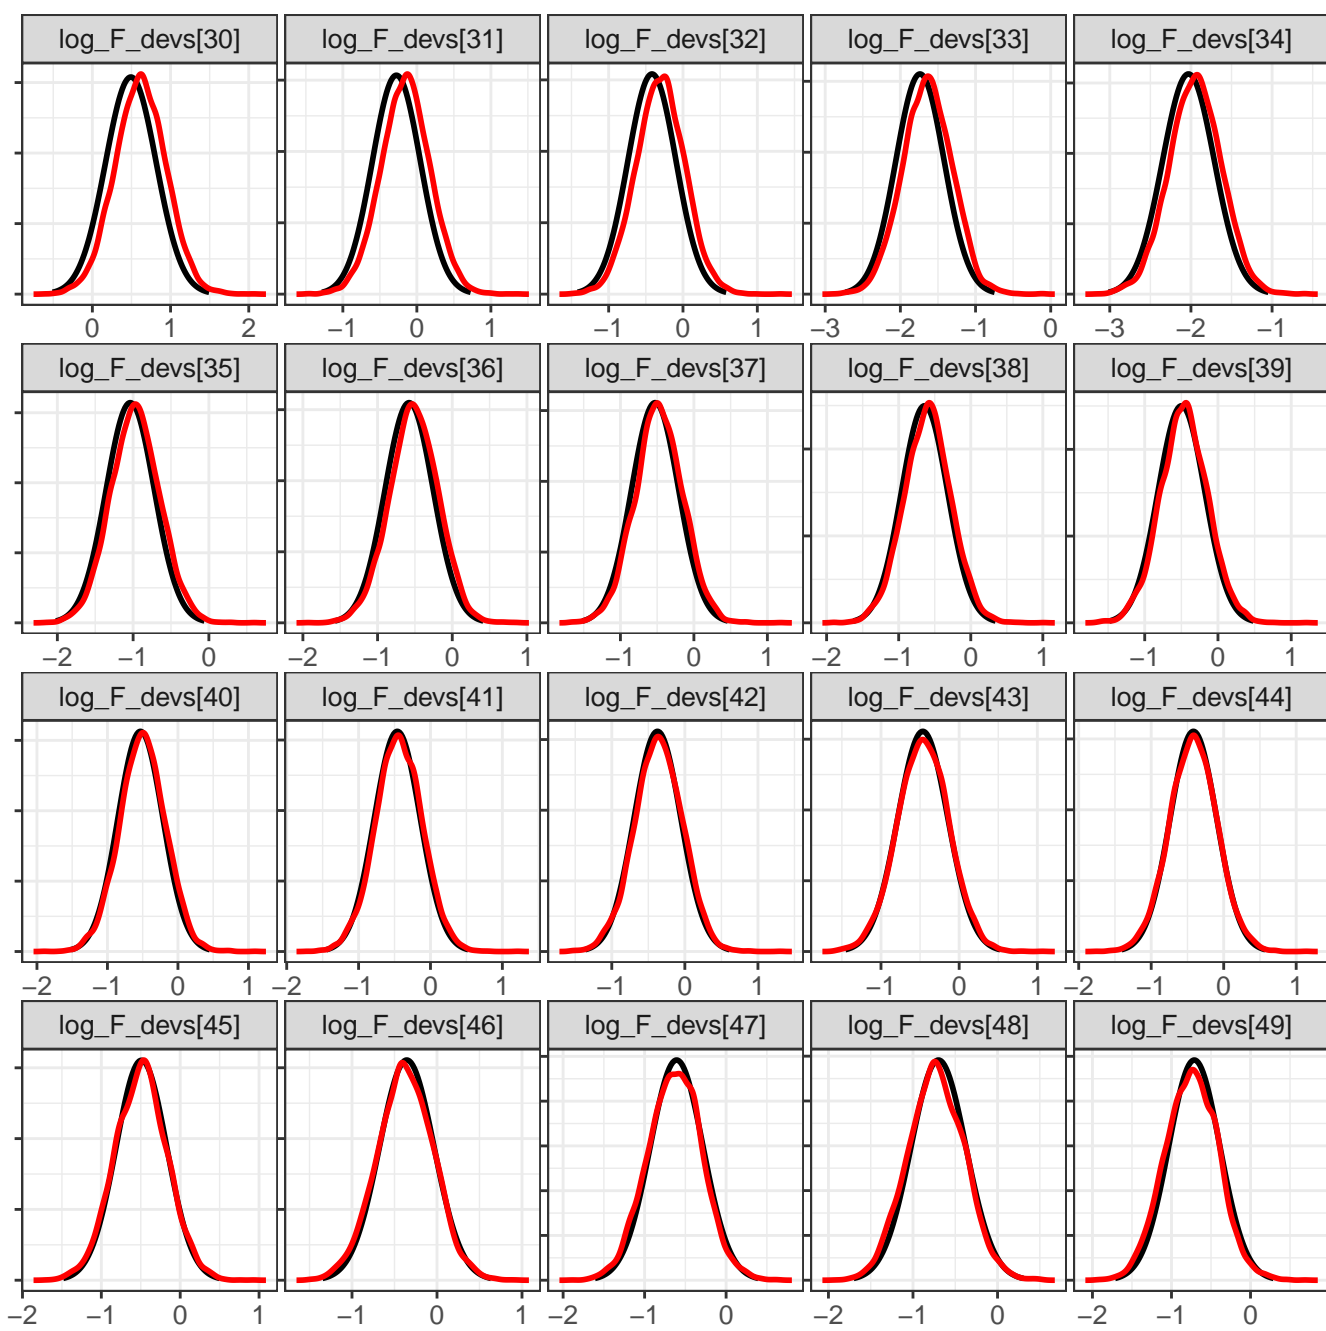 log_F_devs[30] log_F_devs[31] log_F_devs[32] log_F_devs[33] log_F_devs[34]
0 1 2 −1 0 1 −1 0 1 −3 −2 −1 0 −3 −2 −1
log_F_devs[35] log_F_devs[36] log_F_devs[37] log_F_devs[38] log_F_devs[39]
−2 −1 0 −2 −1 0 1 −1 0 1 −2 −1 0 1 −1 0 1
log_F_devs[40] log_F_devs[41] log_F_devs[42] log_F_devs[43] log_F_devs[44]
−2 −1 0 1 −2 −1 0 1 −1 0 1 −1 0 1 −2 −1 0 1
log_F_devs[45] log_F_devs[46] log_F_devs[47] log_F_devs[48] log_F_devs[49]
−2 −1 0 1 −1 0 1 −2 −1 0 −2 −1 0 −2 −1 0